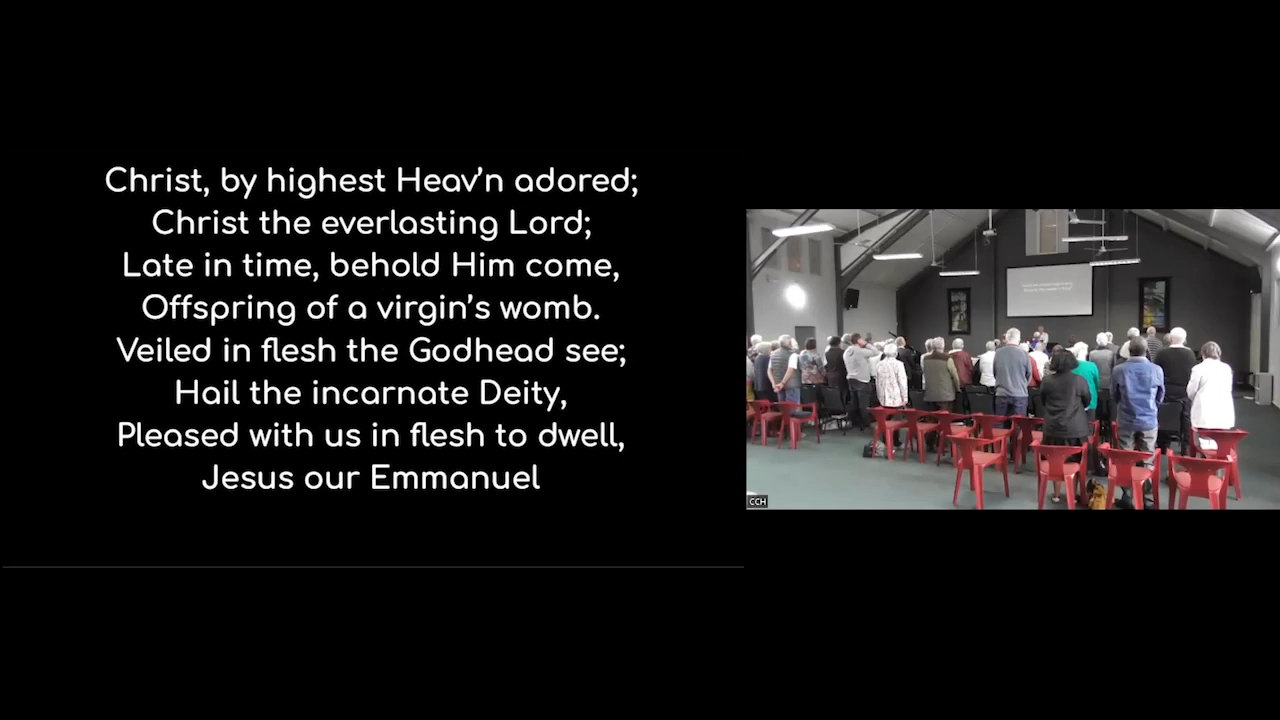 Christ, by highest Heav’n adored;
Christ the everlasting Lord;
Late in time, behold Him come,
Offspring of a virgin’s womb.
Veiled in flesh the Godhead see;
Hail the incarnate Deity,
Pleased with us in flesh to dwell,
Jesus our Emmanuel
CCH